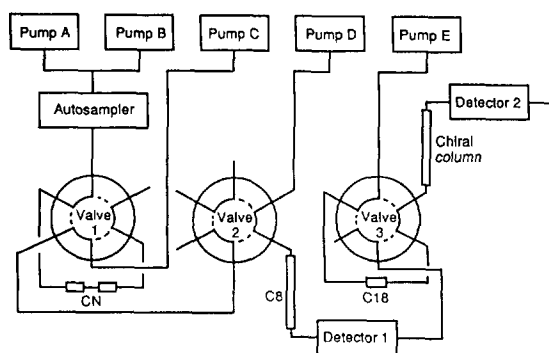 Pump A
Pump B
Pump C
Pump D
Pump E
Autosampler
Detector 2
Chiral
column
Valve
1
Valve
2
Valve
3
CN
C8
C18
Detector 1